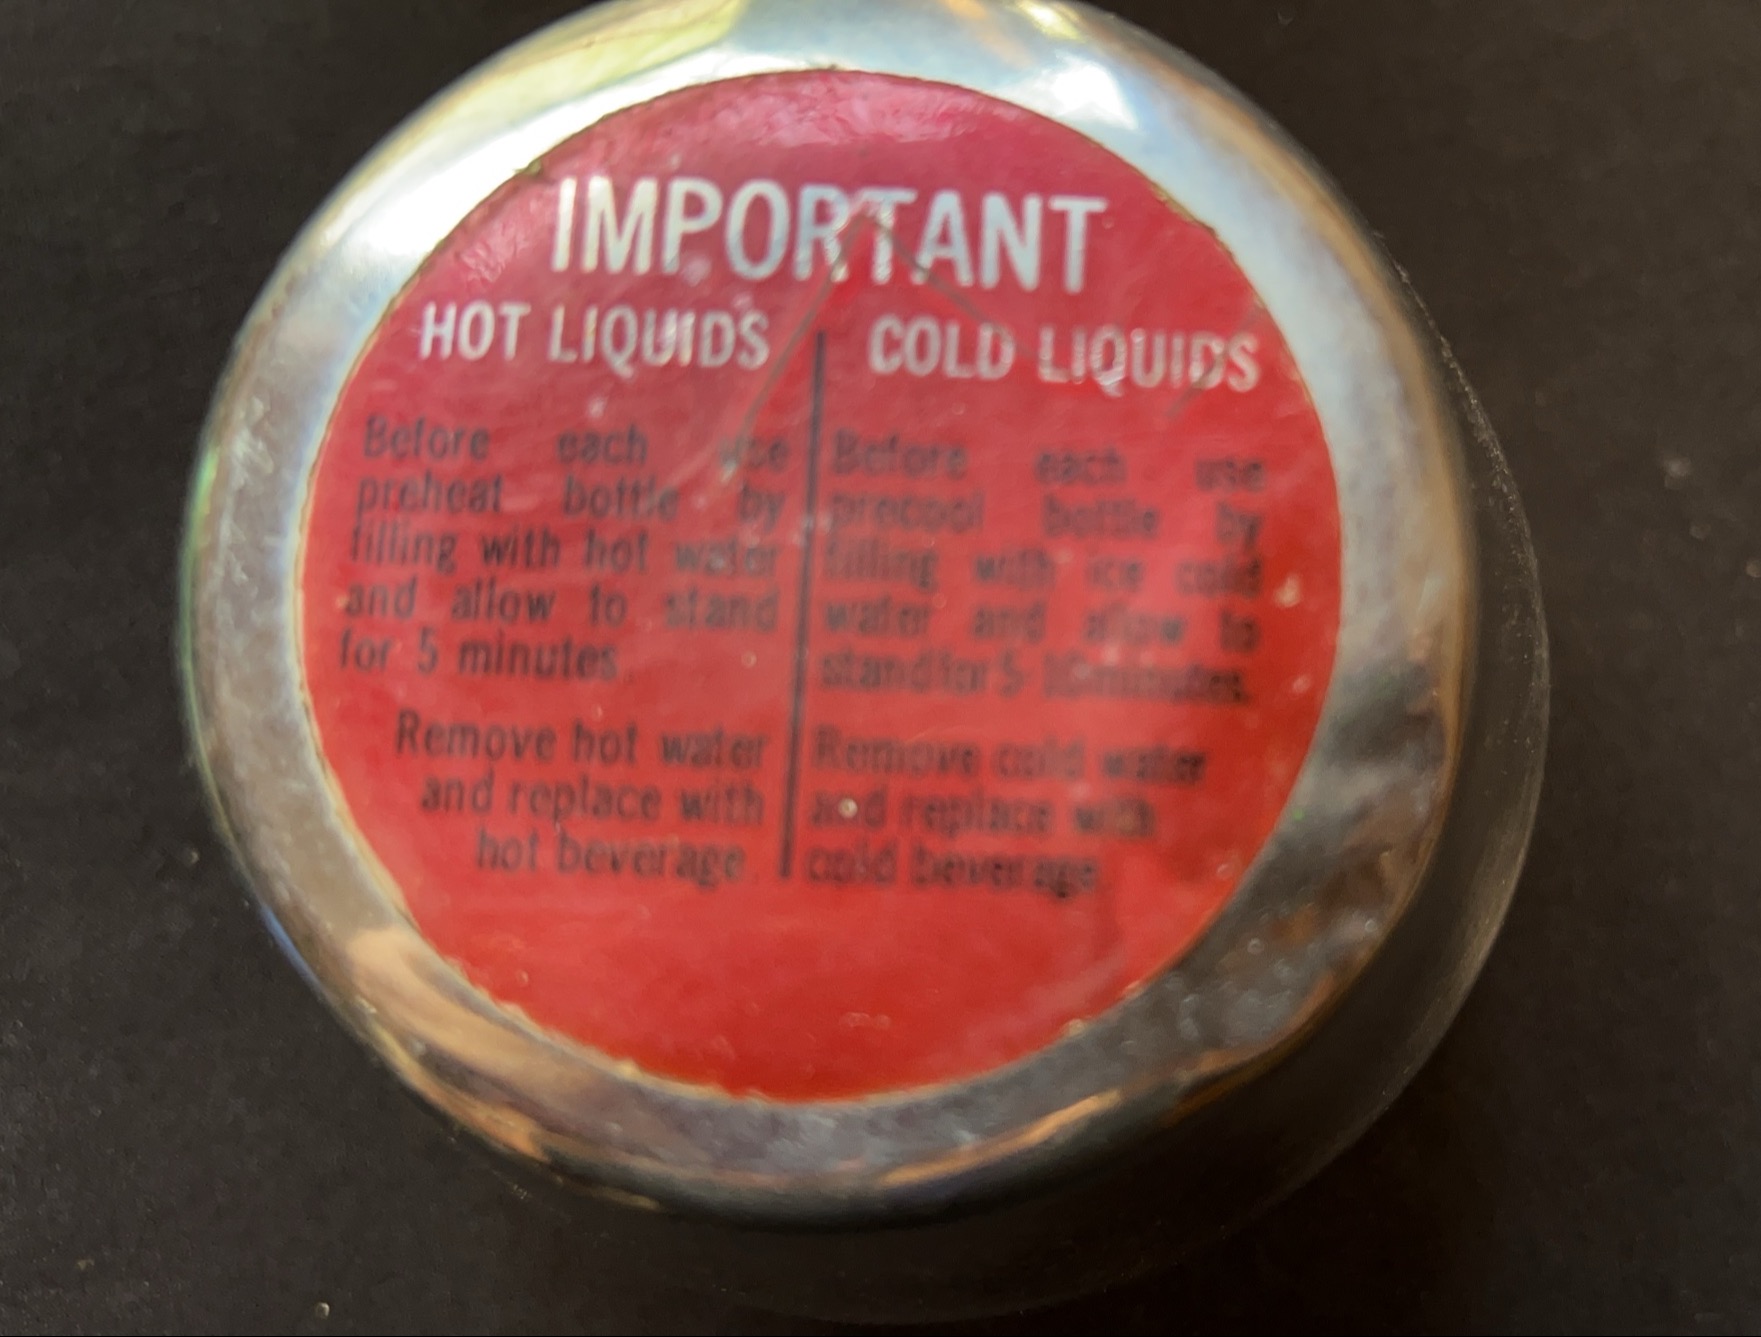 IMPORTANT
HOT LIQUIDS
Before each use
preheat bottle by
filling with hot water
and allow to stand
for 5 minutes
Remove hot water
and replace with
hot beverage.
COLD LIQUIDS
Before each use
precool bottle by
filling with ice cold
water and allow to
stand for 5-10 minutes.
Remove cold water
and replace with
cold beverage.